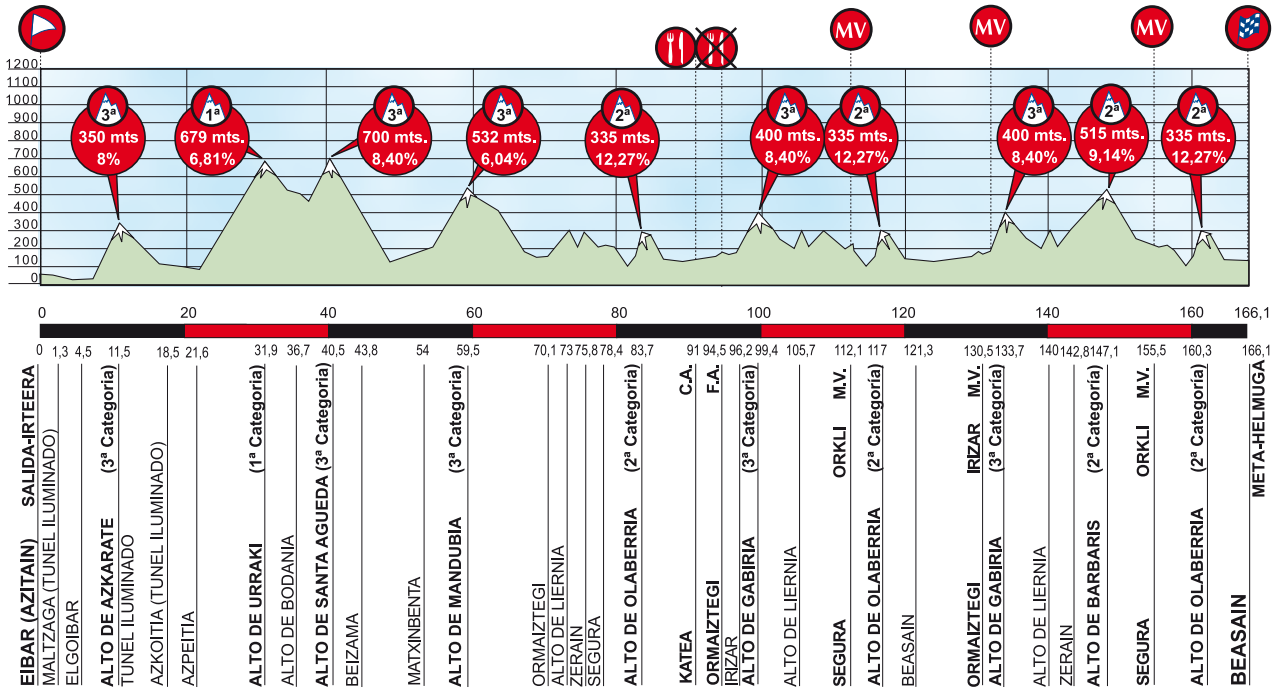 MV
MV
MV
1200
1100
1000
900
800
700
600
500
400
300
200
100
0
3ª
350 mts
8%
1ª
679 mts.
6,81%
3ª
700 mts.
8,40%
3ª
532 mts.
6,04%
2ª
335 mts.
12,27%
3ª
400 mts.
8,40%
2ª
335 mts.
12,27%
3ª
400 mts.
8,40%
2ª
515 mts.
9,14%
2ª
335 mts.
12,27%
0 20 40 60 80 100 120 140 160 166,1
0 1,3 4,5 11,5 18,5 21,6 31,9 36,7 40,5 43,8 54 59,5 70,1 73 75,8 78,4 83,7 91 94,5 96,2 99,4 105,7 112,1 117 121,3 130,5 133,7 140 142,8 147,1 155,5 160,3 166,1
EIBAR (AZITAIN) SALIDA-IRTEERA
MALTZAGA (TUNEL ILUMINADO)
ELGOIBAR
ALTO DE AZKARATE (3ª Categoría)
TUNEL ILUMINADO
AZKOITIA (TUNEL ILUMINADO)
AZPEITIA
ALTO DE URRAKI (1ª Categoría)
ALTO DE BODANIA
ALTO DE SANTA AGUEDA (3ª Categoría)
BEIZAMA
MATXINBENTA
ALTO DE MANDUBIA (3ª Categoría)
ORMAIZTEGI
ALTO DE LIERNIA
ZERAIN
SEGURA
ALTO DE OLABERRIA (2ª Categoría)
KATEA C.A.
ORMAIZTEGI F.A.
IRIZAR
ALTO DE GABIRIA (3ª Categoría)
ALTO DE LIERNIA
SEGURA ORKLI M.V.
ALTO DE OLABERRIA (2ª Categoría)
BEASAIN
ORMAIZTEGI IRIZAR M.V.
ALTO DE GABIRIA (3ª Categoría)
ALTO DE LIERNIA
ZERAIN
ALTO DE BARBARIS (2ª Categoría)
SEGURA ORKLI M.V.
ALTO DE OLABERRIA (2ª Categoría)
BEASAIN META-HELMUGA